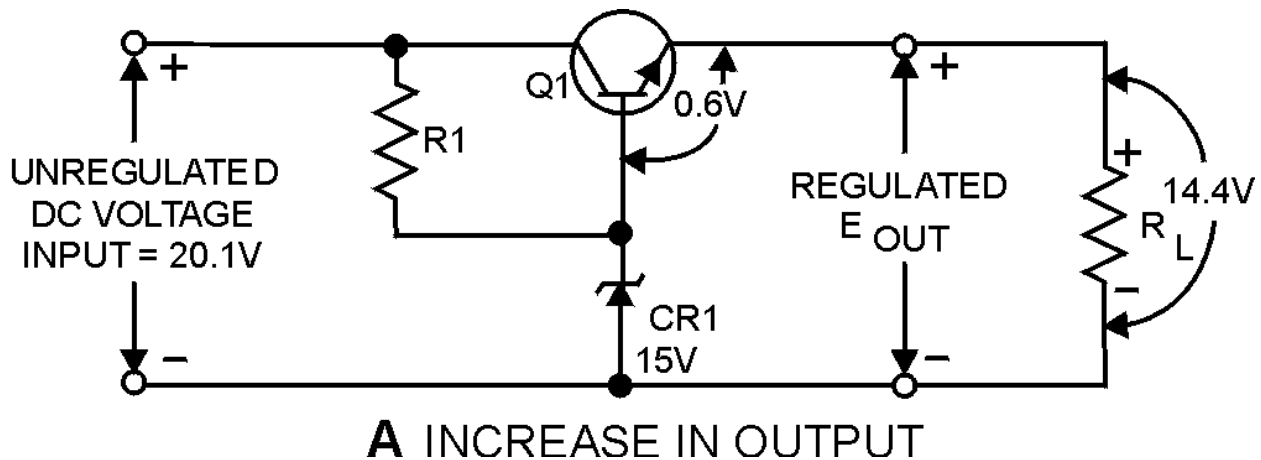 +
Q1
0.6V
+
R1
UNREGULATED
DC VOLTAGE
INPUT = 20.1V
REGULATED
E OUT
+
14.4V
R L
−
CR1
15V
−
−
A INCREASE IN OUTPUT